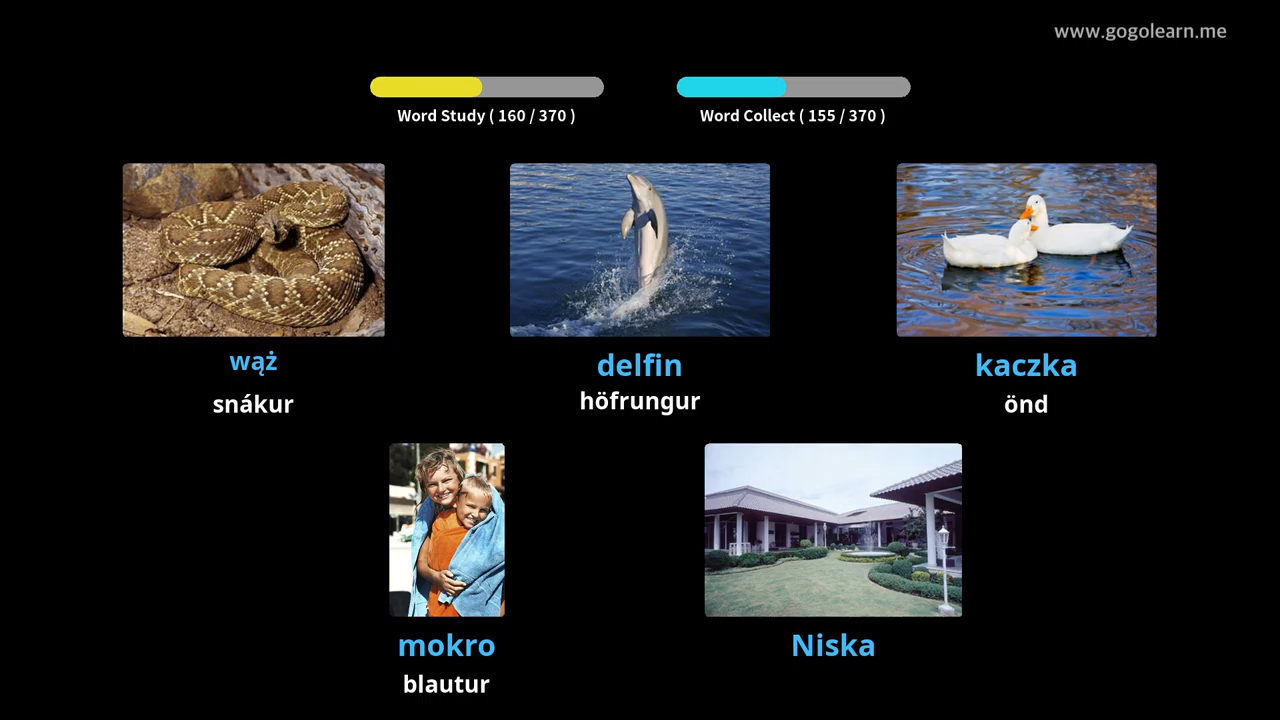 www.gogolearn.me
Word Study ( 160 / 370 )
Word Collect ( 155 / 370 )
wąż
snákur
delfin
höfrungur
kaczka
önd
mokro
blautur
Niska